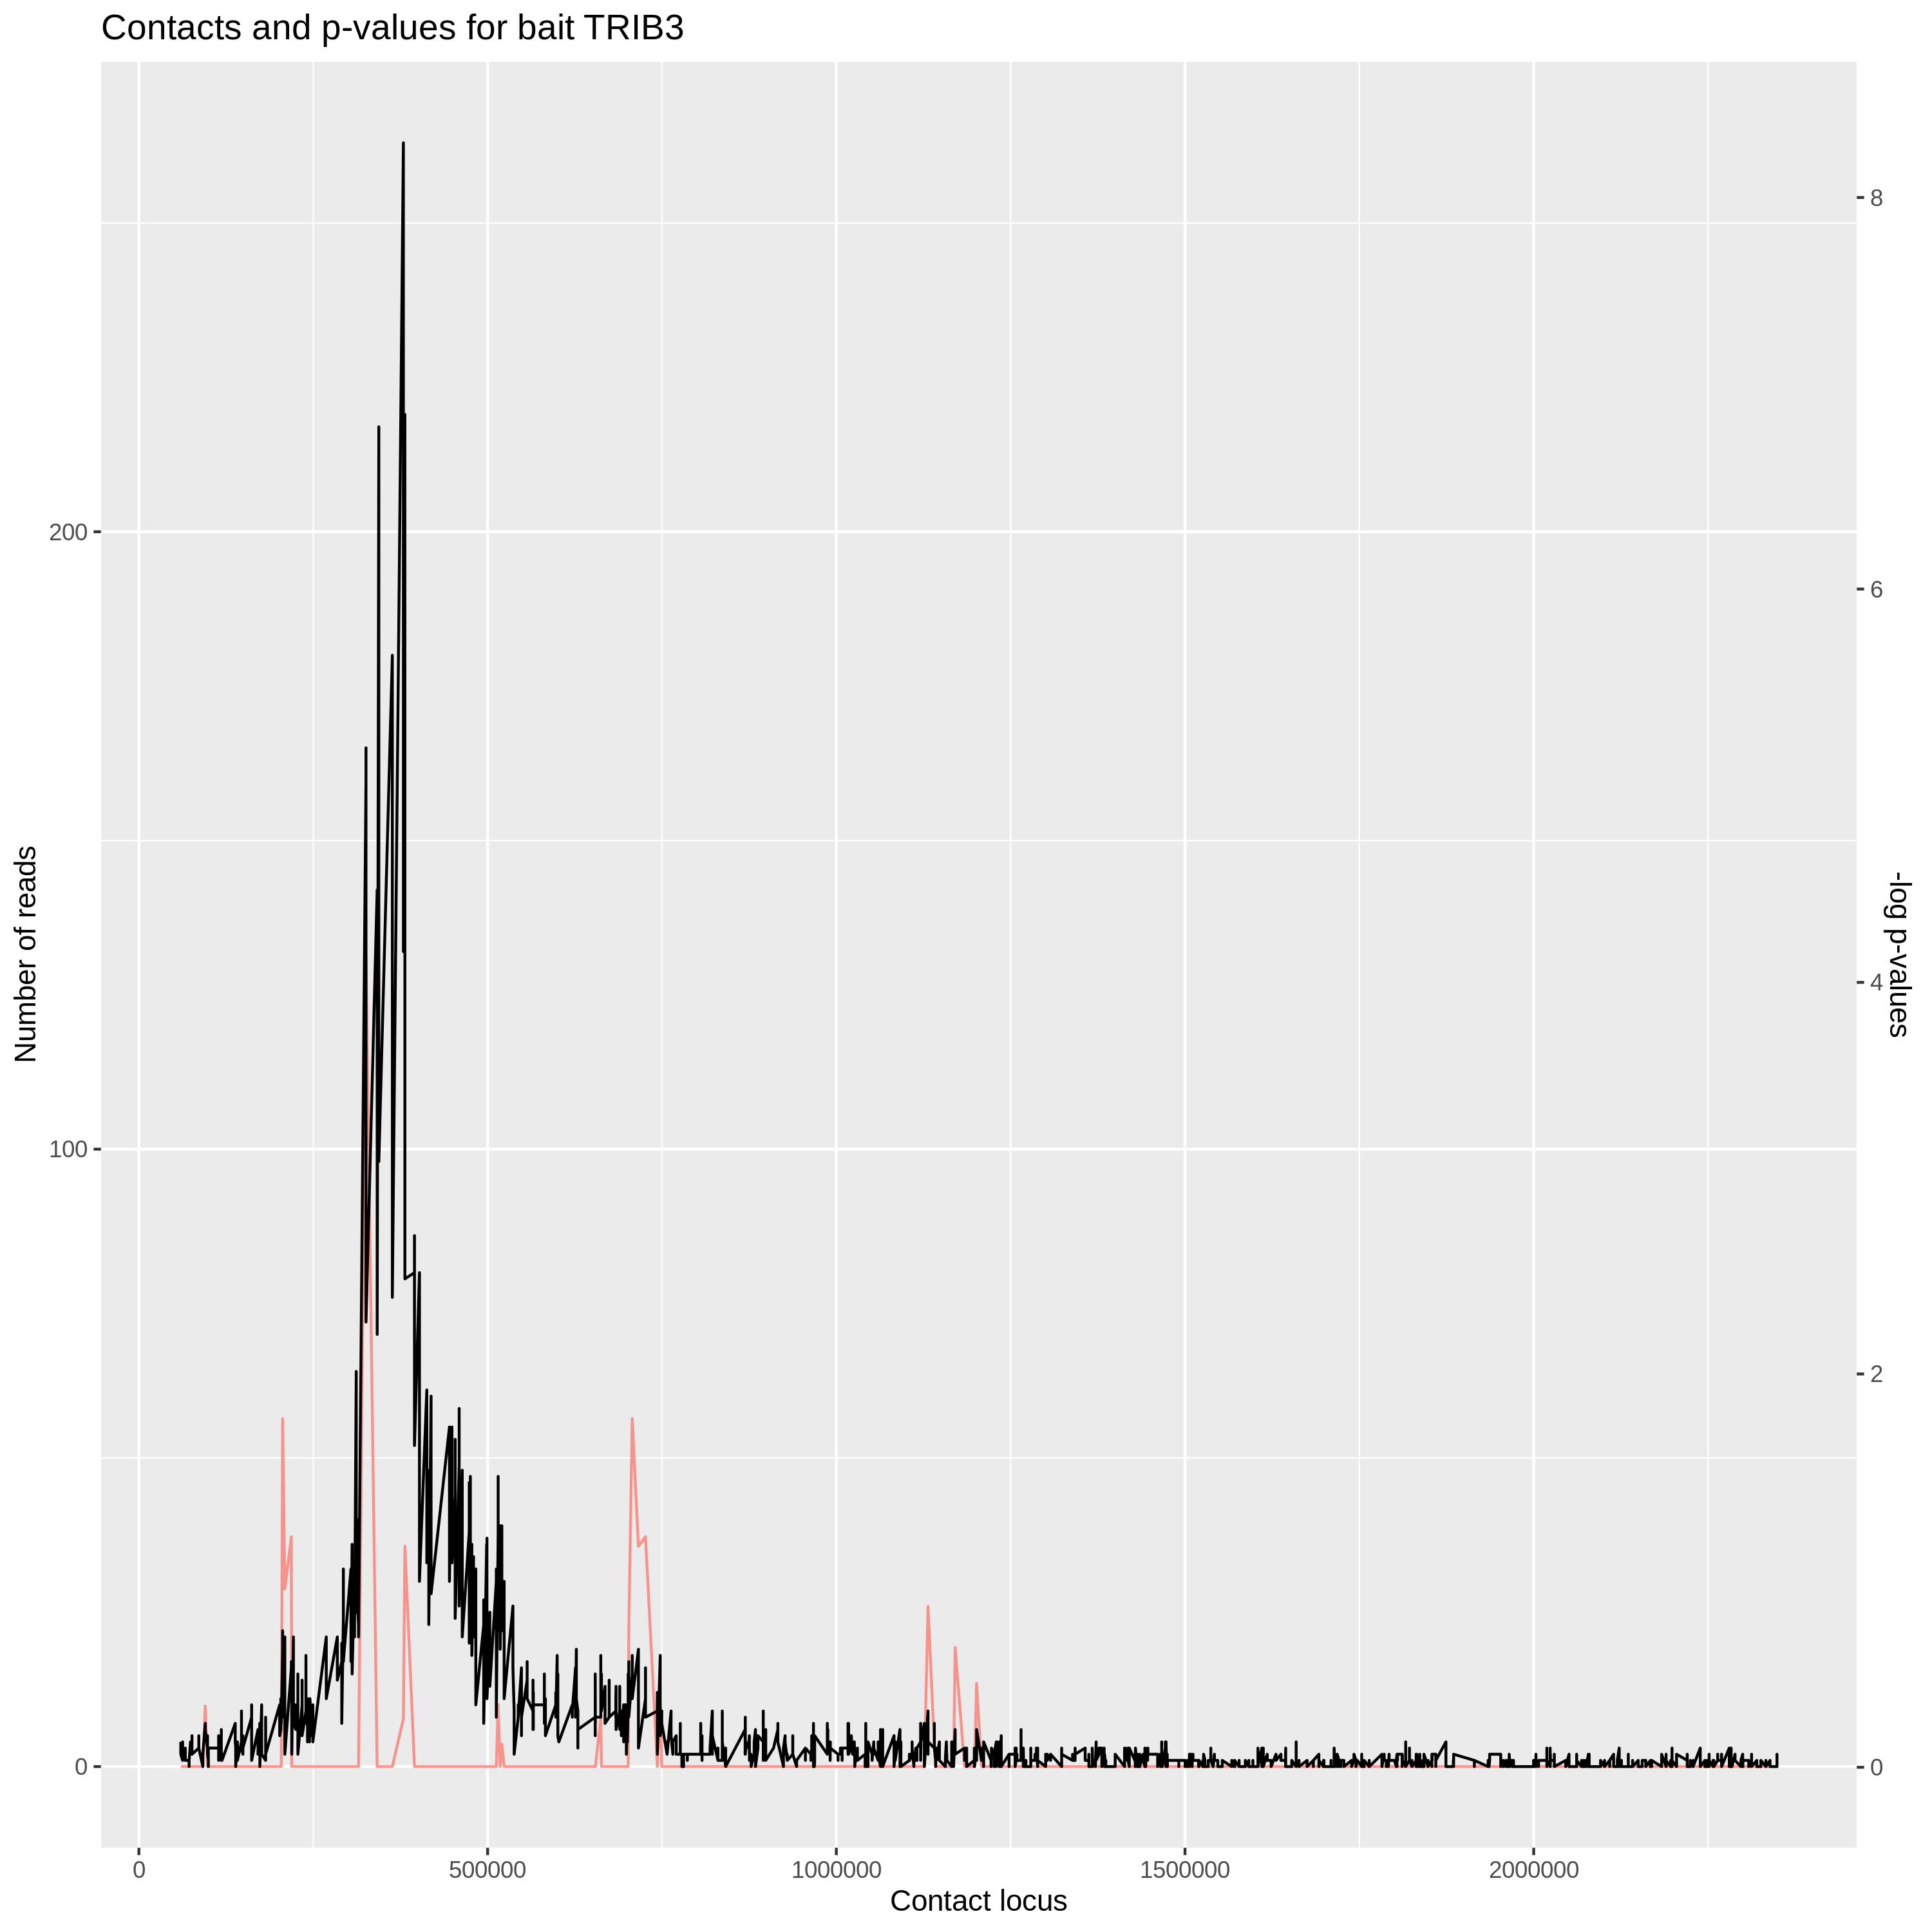 Contacts and p-values for bait TRIB3
Number of reads
200
100
0
8
6
4
2
0
-log p-values
0 500000 1000000 1500000 2000000
Contact locus